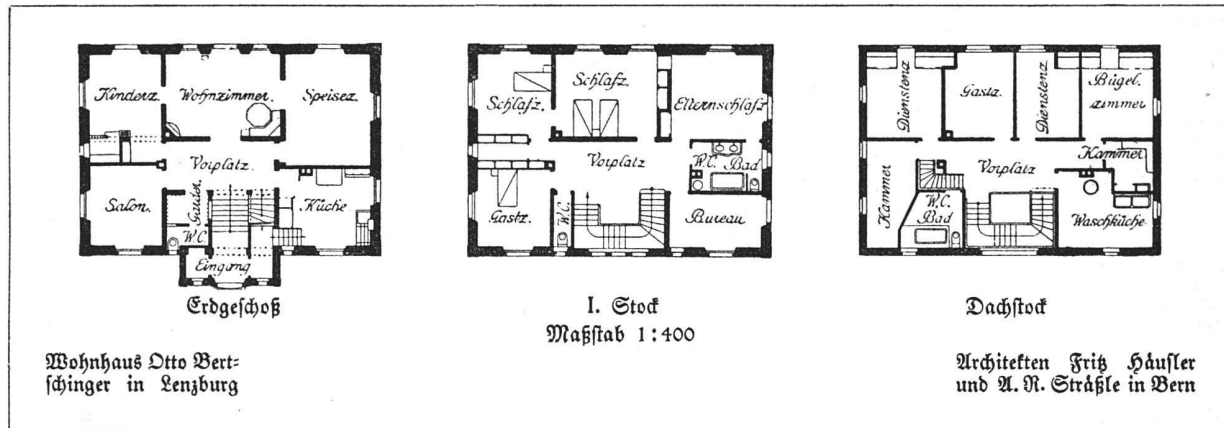 Kinderz.
Wohnzimmer.
Speisez.
Vorplatz.
Salon.
Garder.
W.C.
Küche
Eingang
Erdgeschoß
Schlafz.
Schlafz.
Elternschlafz
Vorplatz
W.C.
Bad
Gastz.
W.C.
Bureau
I. Stock
Maßstab 1:400
Dienstenz
Gastz.
Dienstenz
Bügel.
zimmer
Vorplatz
Kammer
Kammer
W.C.
Bad
Waschküche
Dachstock
Wohnhaus Otto Bert-
schinger in Lenzburg
Architekten Fritz Häusler
und A. N. Sträßle in Bern